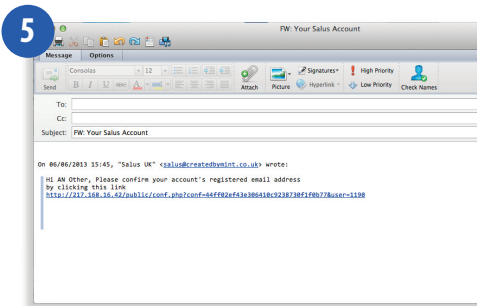 5
FW: Your Salus Account
Message Options
Consolas 12
Send B I U ABC A Attach Picture Signatures Hyperlink High Priority Low Priority Check Names
To:
Cc:
Subject: FW: Your Salus Account
On 06/06/2013 15:45, "Salus UK" <salus@createdbymint.co.uk> wrote:
Hi AN Other, Please confirm your account's registered email address
by clicking this link
http://217.168.16.42/public/conf.php?conf=44ff02ef43e306410c9238730f1f0b77&user=1190